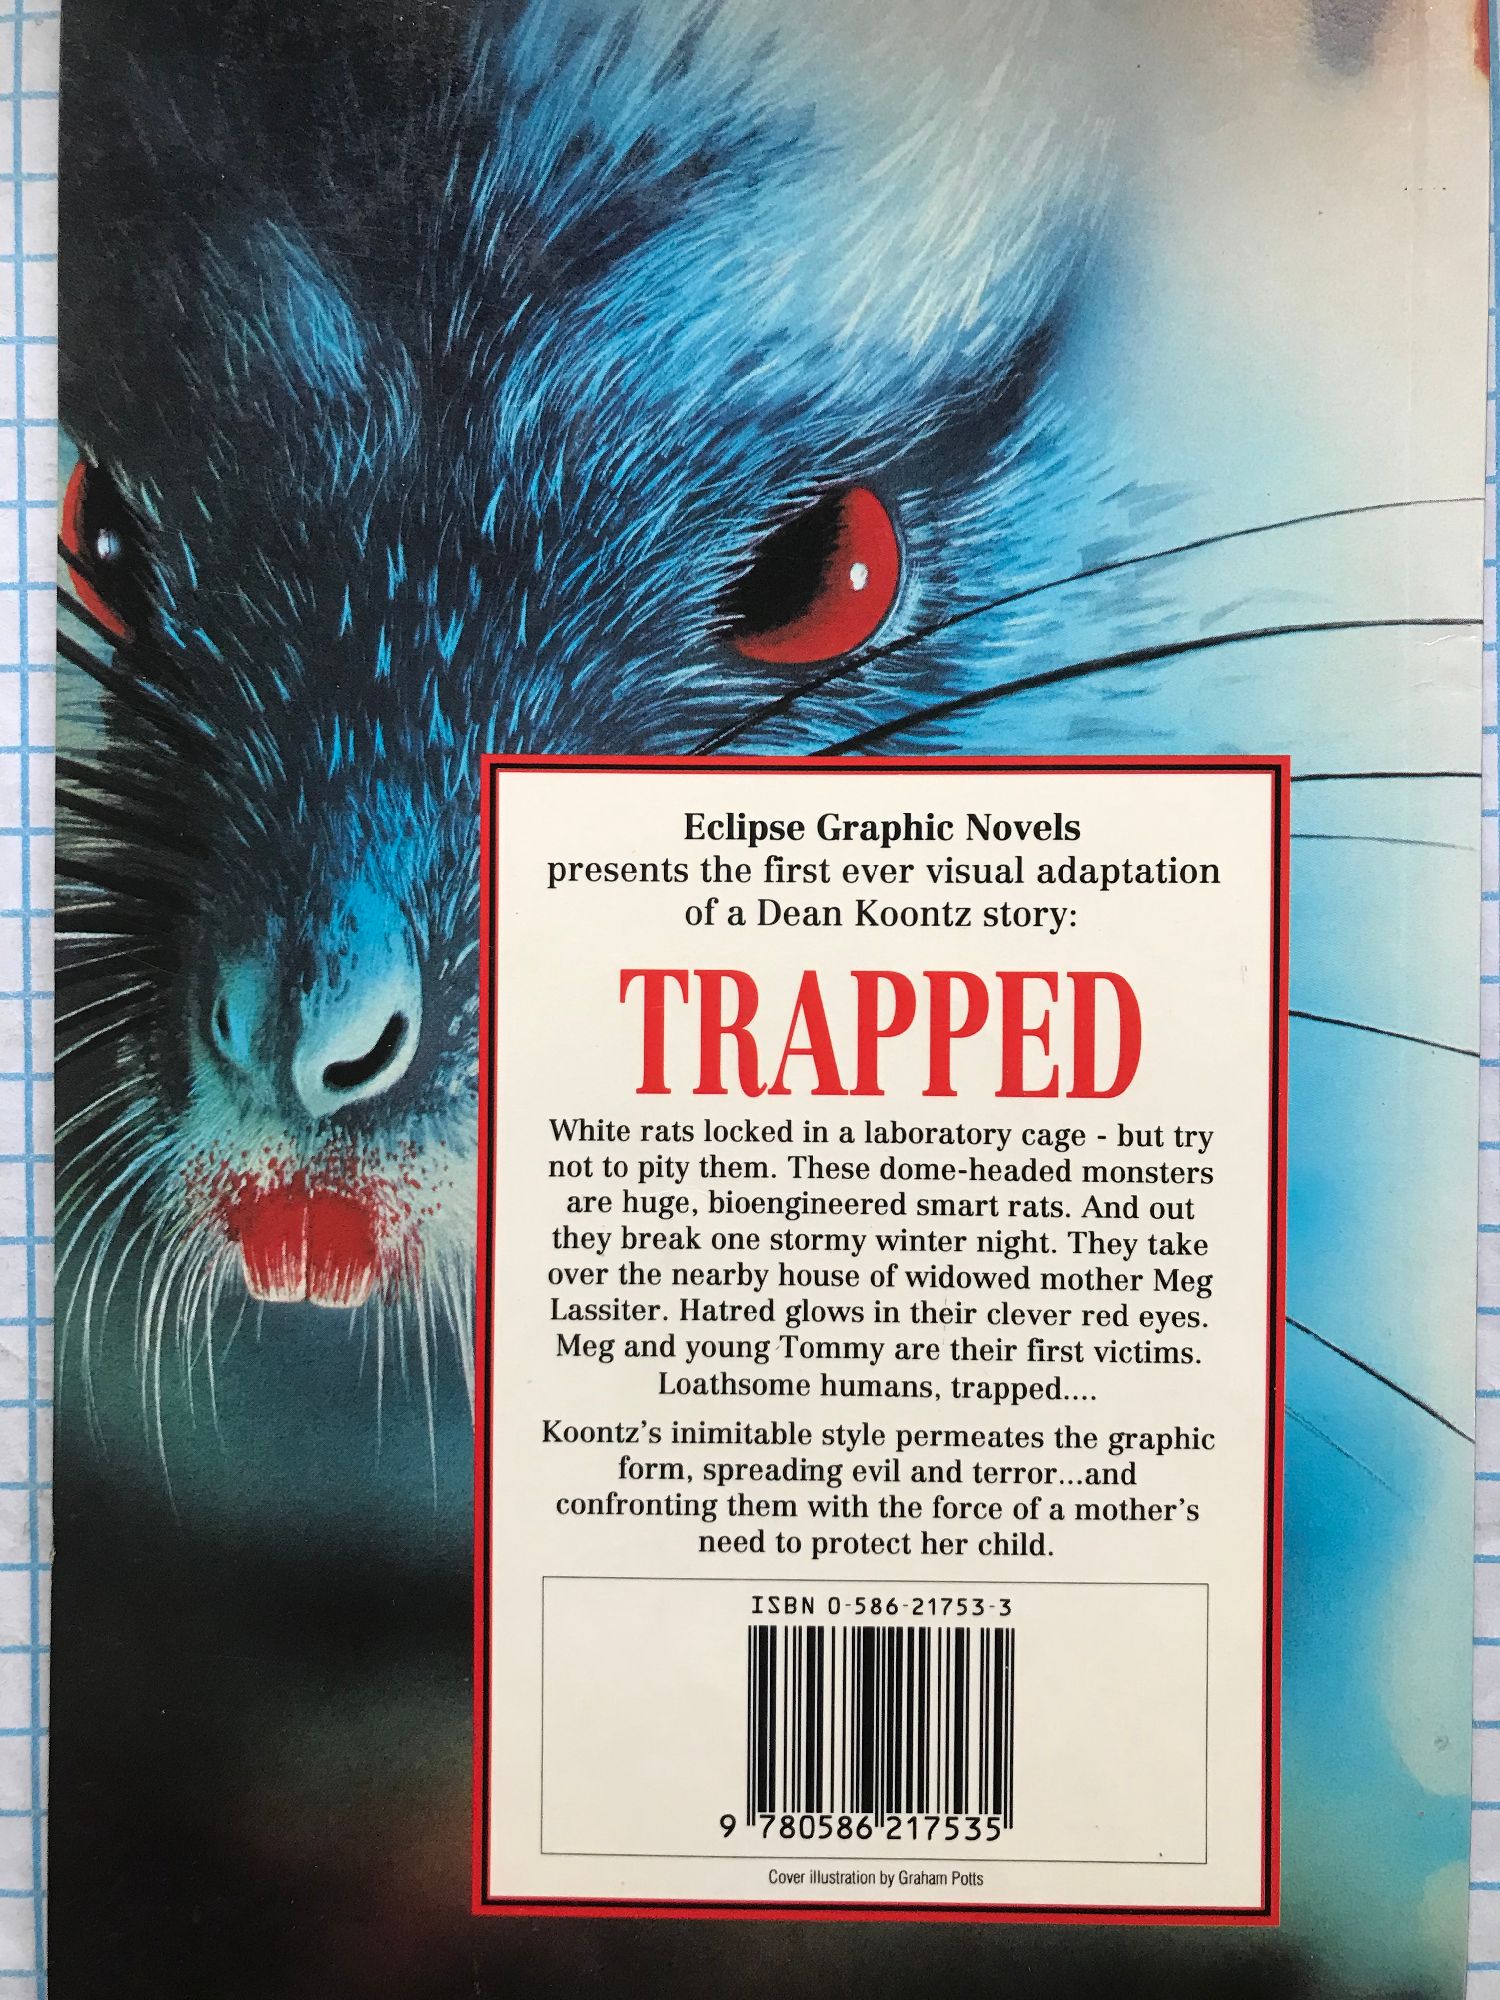 Eclipse Graphic Novels
presents the first ever visual adaptation
of a Dean Koontz story:
TRAPPED
White rats locked in a laboratory cage - but try
not to pity them. These dome-headed monsters
are huge, bioengineered smart rats. And out
they break one stormy winter night. They take
over the nearby house of widowed mother Meg
Lassiter. Hatred glows in their clever red eyes.
Meg and young Tommy are their first victims.
Loathsome humans, trapped....
Koontz's inimitable style permeates the graphic
form, spreading evil and terror...and
confronting them with the force of a mother's
need to protect her child.
ISBN 0-586-21753-3
9 780586 217535
Cover illustration by Graham Potts